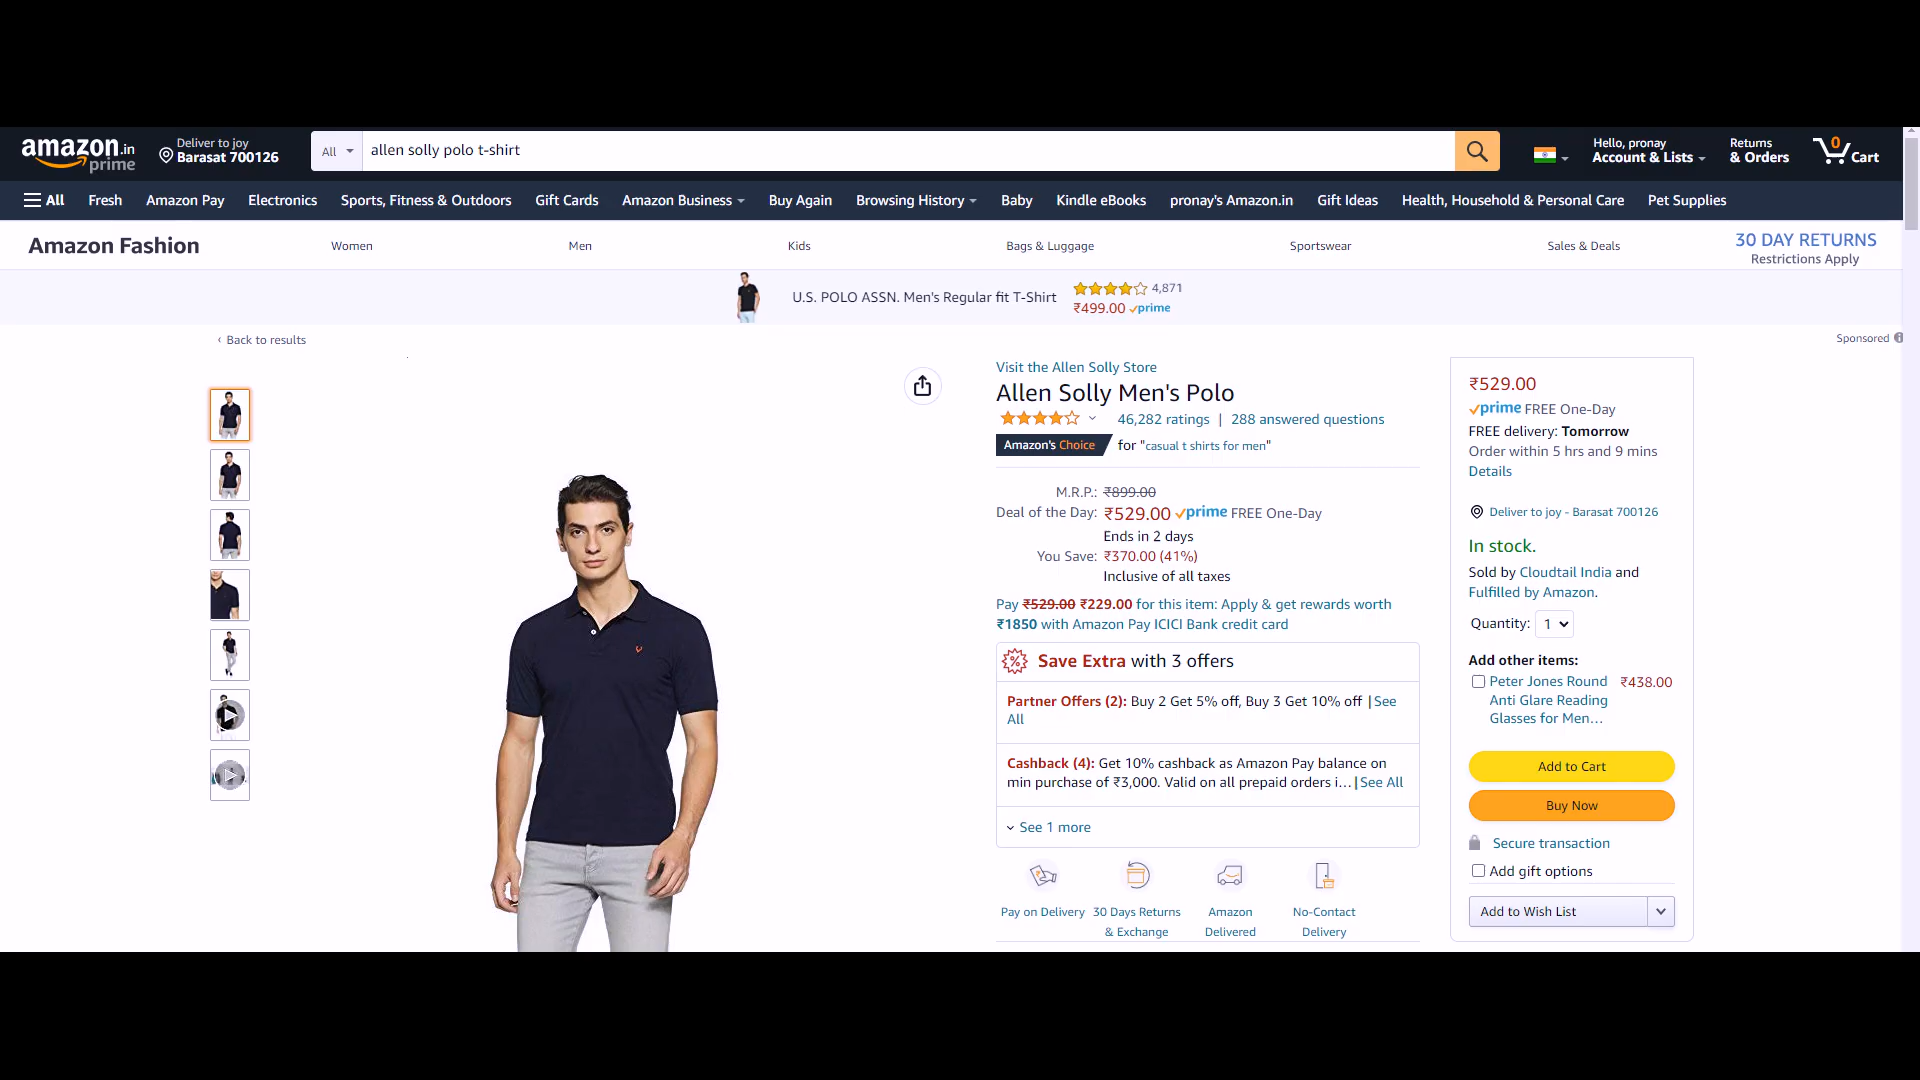 amazon.in
prime
Deliver to joy
Barasat 700126
All
allen solly polo t-shirt
Hello, pronay
Account & Lists
Returns
& Orders
0
Cart
All Fresh Amazon Pay Electronics Sports, Fitness & Outdoors Gift Cards Amazon Business Buy Again Browsing History Baby Kindle eBooks pronay's Amazon.in Gift Ideas Health, Household & Personal Care Pet Supplies
Amazon Fashion Women Men Kids Bags & Luggage Sportswear Sales & Deals
30 DAY RETURNS
Restrictions Apply
U.S. POLO ASSN. Men's Regular fit T-Shirt
4,871
₹499.00 prime
‹ Back to results
Sponsored
Visit the Allen Solly Store
Allen Solly Men's Polo
46,282 ratings | 288 answered questions
Amazon's Choice for "casual t shirts for men"
M.R.P.: ₹899.00
Deal of the Day: ₹529.00 prime FREE One-Day
Ends in 2 days
You Save: ₹370.00 (41%)
Inclusive of all taxes
Pay ₹529.00 ₹229.00 for this item: Apply & get rewards worth
₹1850 with Amazon Pay ICICI Bank credit card
Save Extra with 3 offers
Partner Offers (2): Buy 2 Get 5% off, Buy 3 Get 10% off | See
All
Cashback (4): Get 10% cashback as Amazon Pay balance on
min purchase of ₹3,000. Valid on all prepaid orders i... | See All
See 1 more
Pay on Delivery
30 Days Returns
& Exchange
Amazon
Delivered
No-Contact
Delivery
₹529.00
prime FREE One-Day
FREE delivery: Tomorrow
Order within 5 hrs and 9 mins
Details
Deliver to joy - Barasat 700126
In stock.
Sold by Cloudtail India and
Fulfilled by Amazon.
Quantity: 1
Add other items:
Peter Jones Round ₹438.00
Anti Glare Reading
Glasses for Men...
Add to Cart
Buy Now
Secure transaction
Add gift options
Add to Wish List